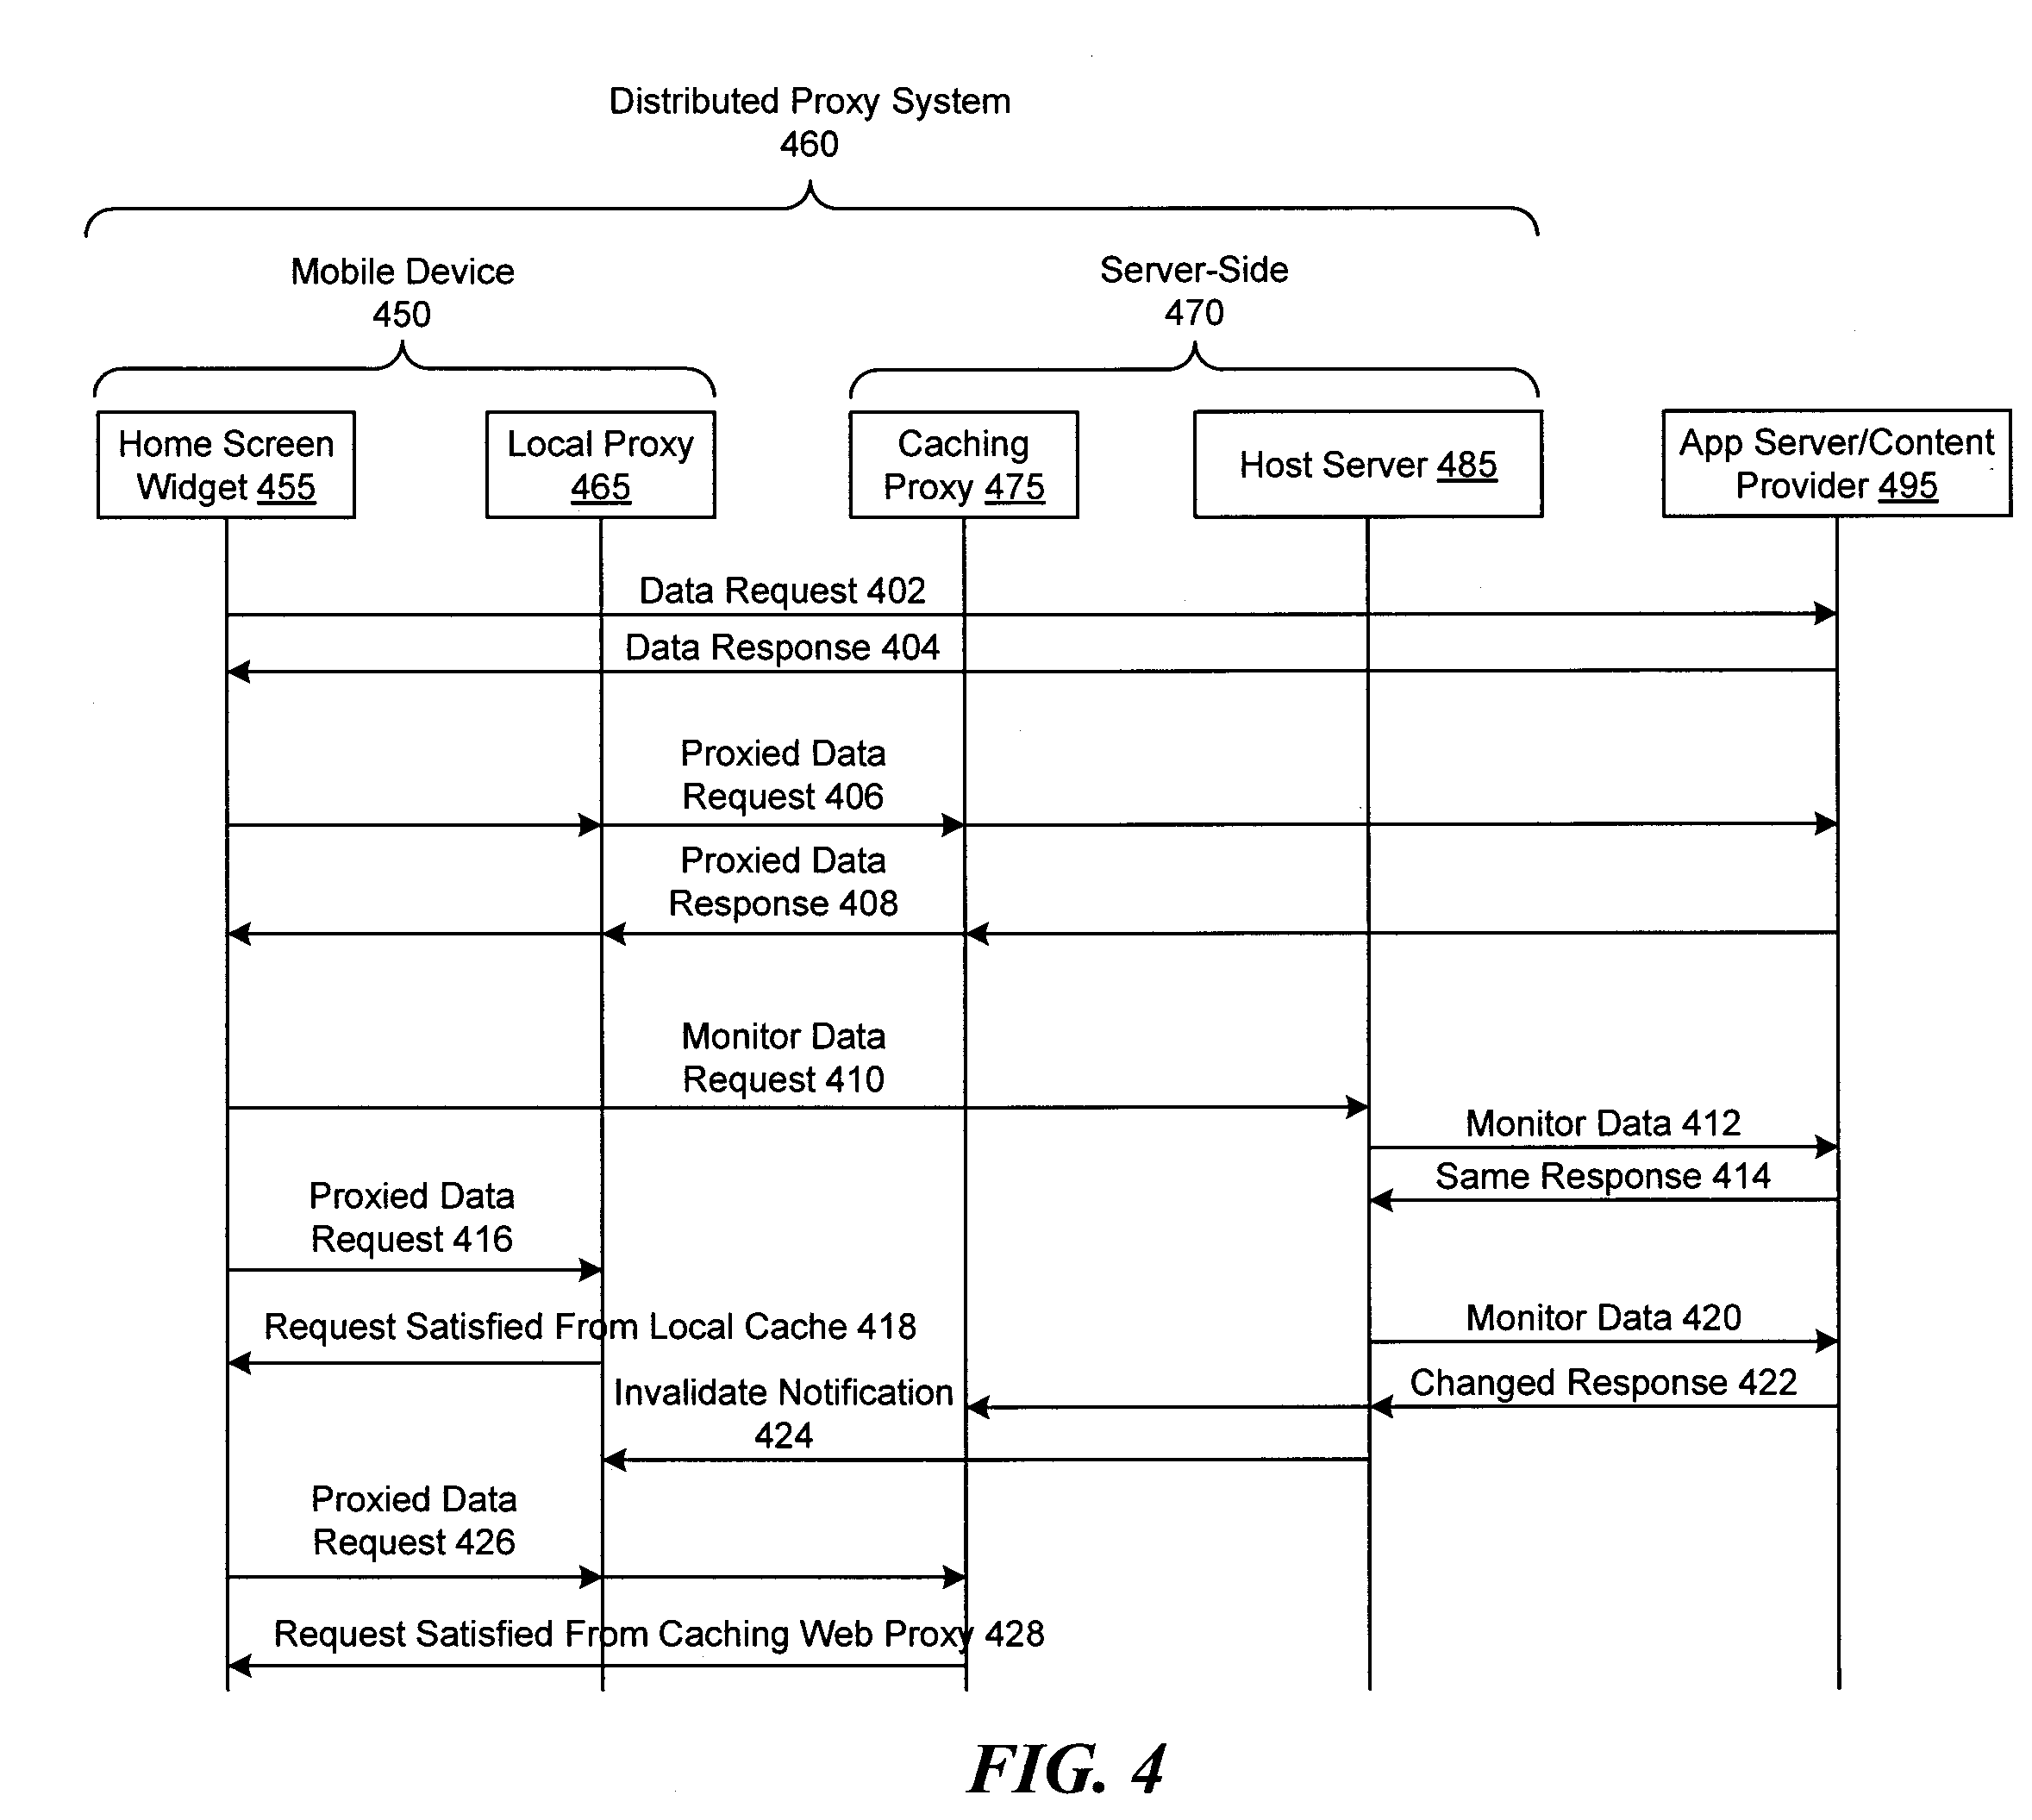 Distributed Proxy System
460
Mobile Device
450
Server-Side
470
Home Screen
Widget 455
Local Proxy
465
Caching
Proxy 475
Host Server 485
App Server/Content
Provider 495
Data Request 402
Data Response 404
Proxied Data
Request 406
Proxied Data
Response 408
Monitor Data
Request 410
Monitor Data 412
Same Response 414
Proxied Data
Request 416
Request Satisfied From Local Cache 418
Monitor Data 420
Changed Response 422
Invalidate Notification
424
Proxied Data
Request 426
Request Satisfied From Caching Web Proxy 428
FIG. 4